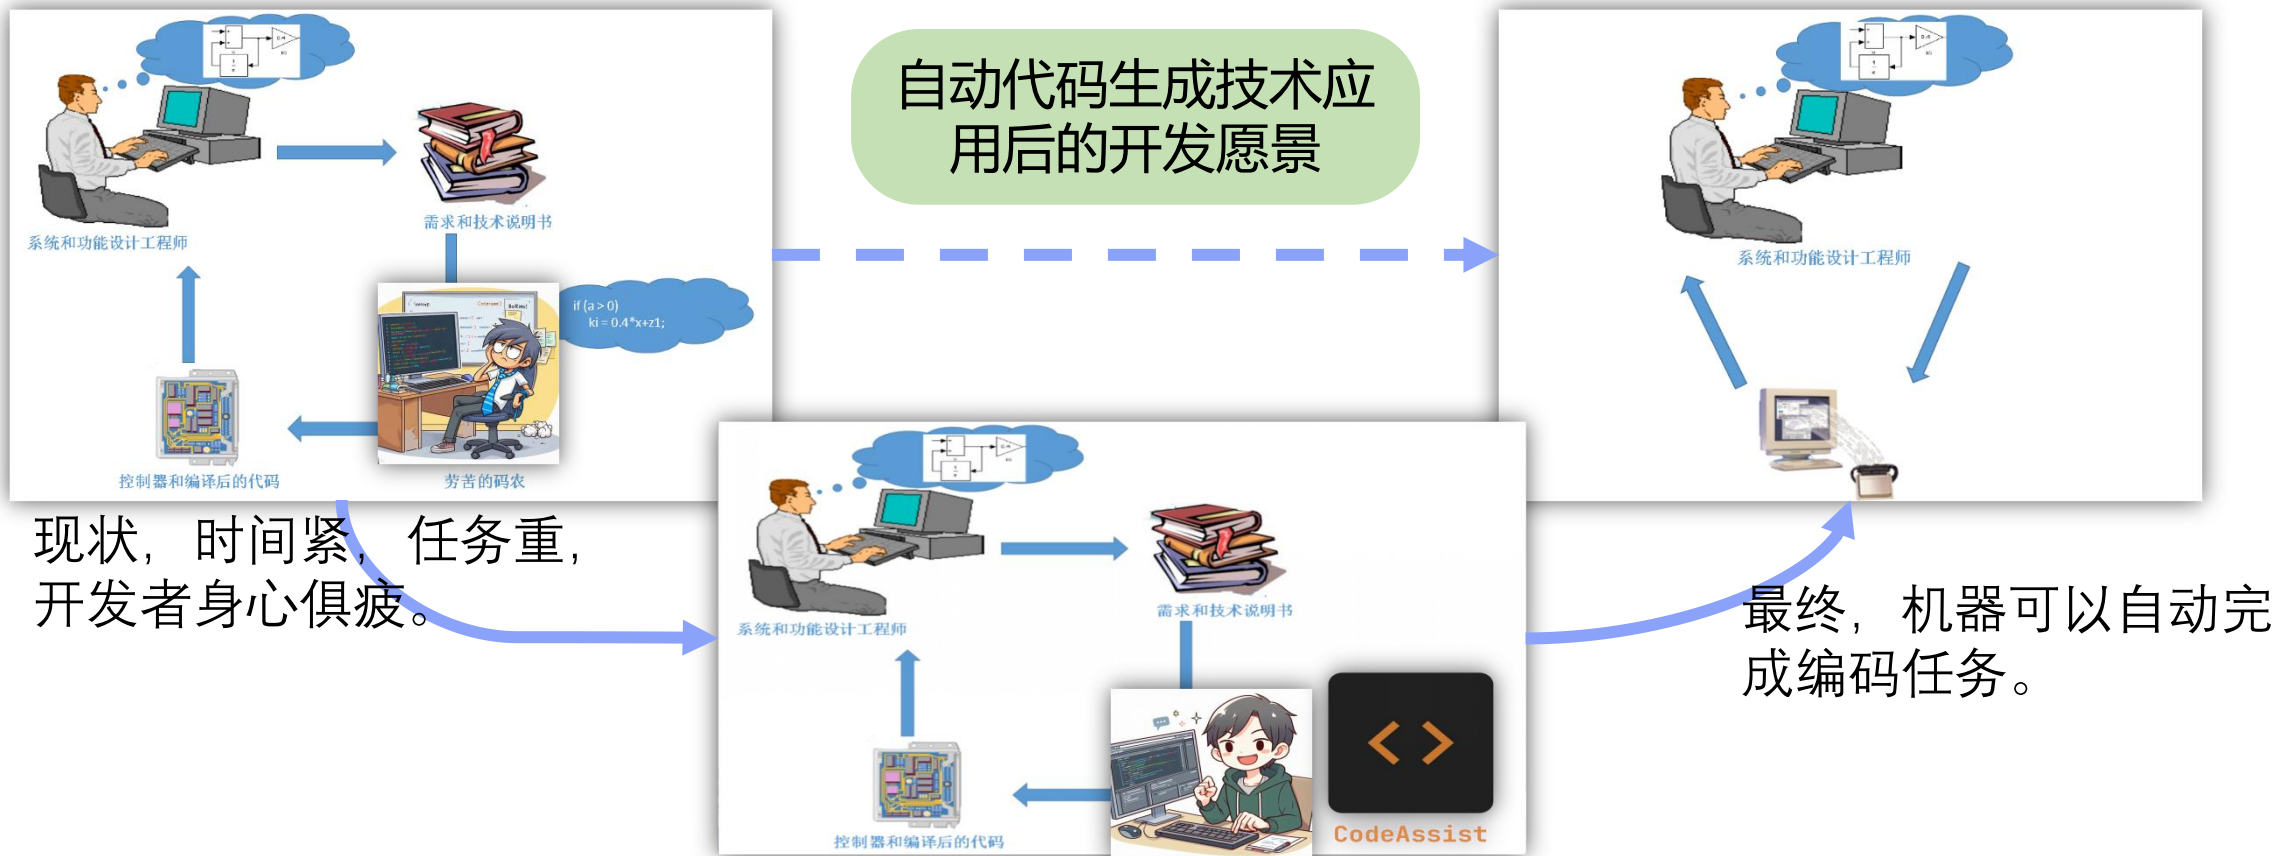 自动代码生成技术应
用后的开发愿景
系统和功能设计工程师
需求和技术说明书
if (a > 0)
ki = 0.4*x+z1;
控制器和编译后的代码
劳苦的码农
现状，时间紧，任务重，
开发者身心俱疲。
系统和功能设计工程师
需求和技术说明书
控制器和编译后的代码
CodeAssist
系统和功能设计工程师
最终，机器可以自动完
成编码任务。